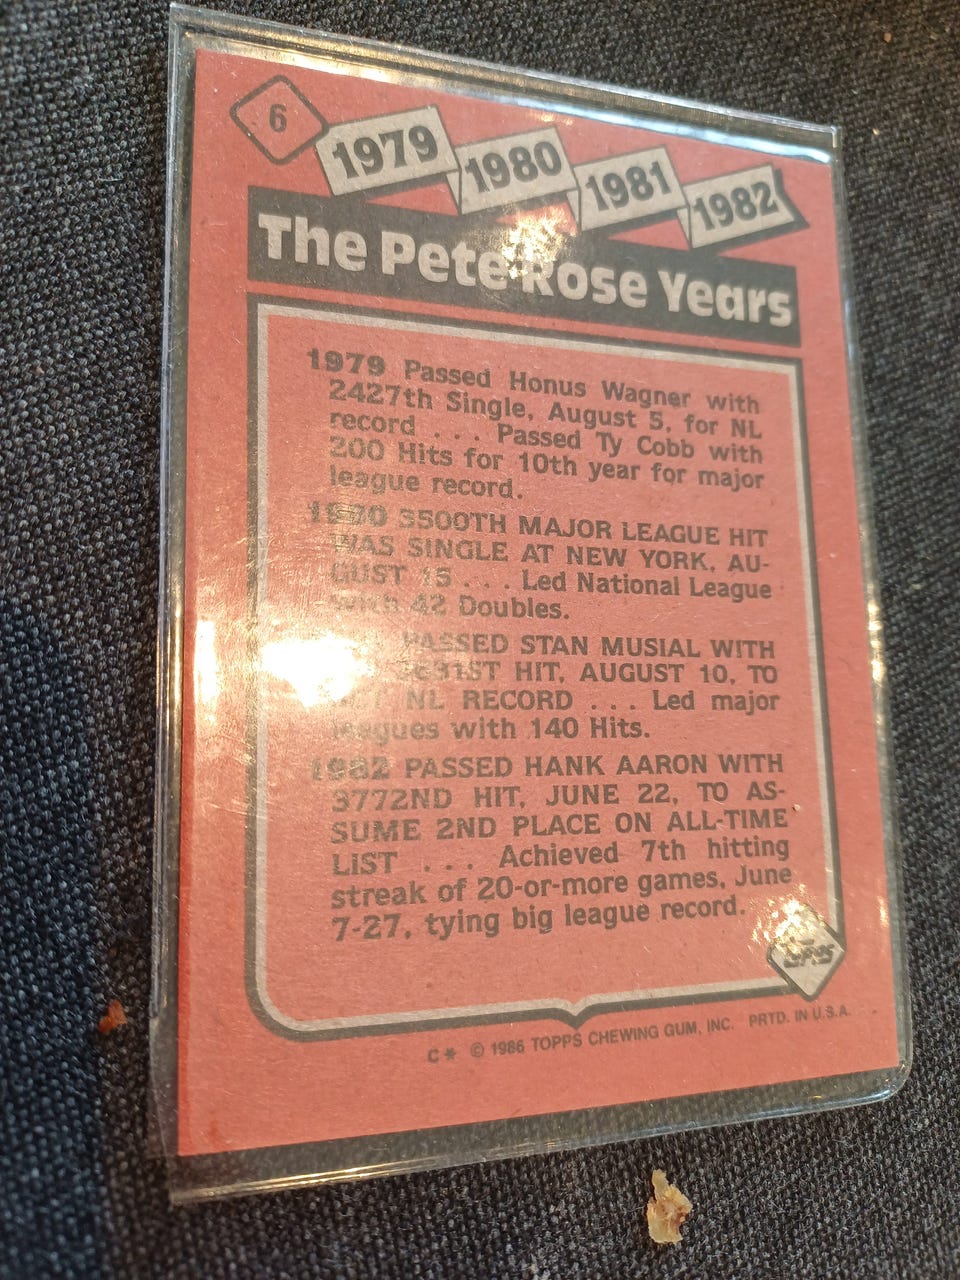 6
1979 1980 1981 1982
The Pete Rose Years
1979 Passed Honus Wagner with
2427th Single, August 5, for NL
record . . . Passed Ty Cobb with
200 Hits for 10th year for major
league record.
1980 3500TH MAJOR LEAGUE HIT
WAS SINGLE AT NEW YORK, AU-
GUST 15 . . . Led National League
with 42 Doubles.
PASSED STAN MUSIAL WITH
HIT, AUGUST 10, TO
NL RECORD . . . Led major
leagues with 140 Hits.
1982 PASSED HANK AARON WITH
3772ND HIT, JUNE 22, TO AS-
SUME 2ND PLACE ON ALL-TIME
LIST . . . Achieved 7th hitting
streak of 20-or-more games, June
7-27, tying big league record.
TOPPS
C* © 1986 TOPPS CHEWING GUM, INC. PRTD. IN U.S.A.